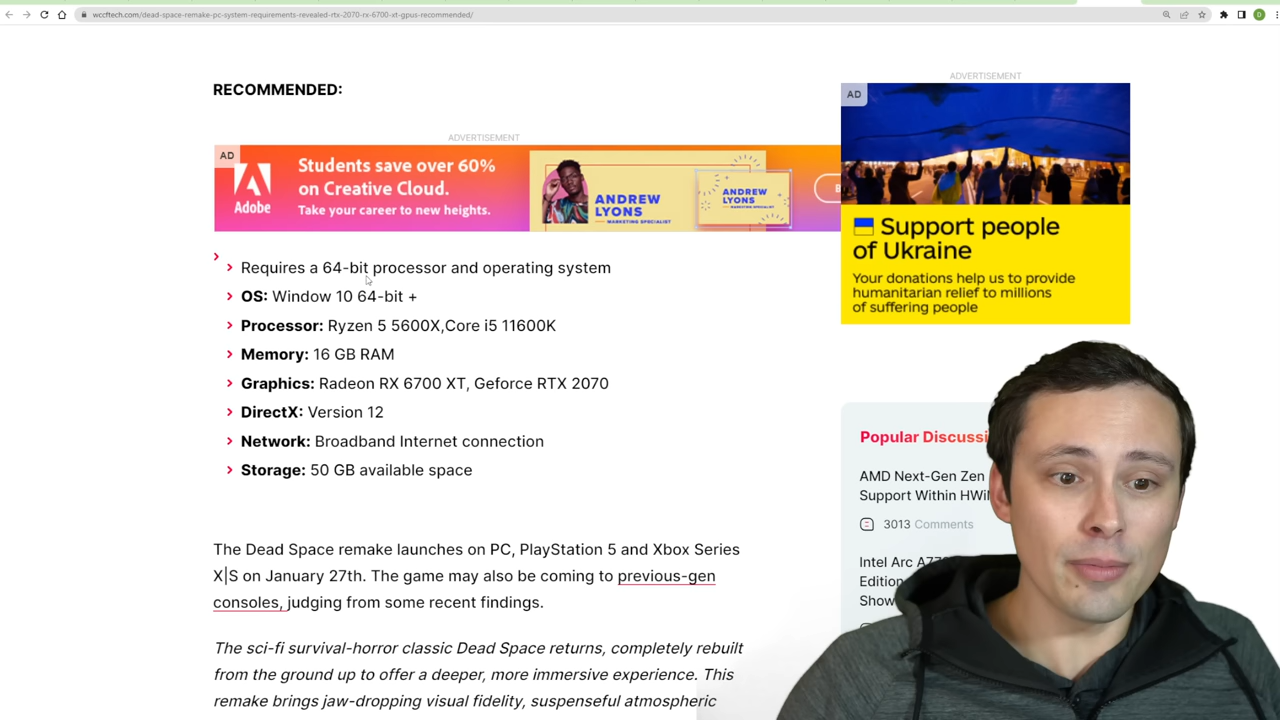 wccftech.com/dead-space-remake-pc-system-requirements-revealed-rtx-2070-rx-6700-xt-gpus-recommended/
D
RECOMMENDED:
ADVERTISEMENT
AD
Adobe
Students save over 60%
on Creative Cloud.
Take your career to new heights.
ANDREW
LYONS
MARKETING SPECIALIST
ANDREW
LYONS
MARKETING SPECIALIST
Requires a 64-bit processor and operating system
OS: Window 10 64-bit +
Processor: Ryzen 5 5600X,Core i5 11600K
Memory: 16 GB RAM
Graphics: Radeon RX 6700 XT, Geforce RTX 2070
DirectX: Version 12
Network: Broadband Internet connection
Storage: 50 GB available space
The Dead Space remake launches on PC, PlayStation 5 and Xbox Series
X|S on January 27th. The game may also be coming to previous-gen
consoles, judging from some recent findings.
The sci-fi survival-horror classic Dead Space returns, completely rebuilt
from the ground up to offer a deeper, more immersive experience. This
remake brings jaw-dropping visual fidelity, suspenseful atmospheric
ADVERTISEMENT
AD
Support people
of Ukraine
Your donations help us to provide
humanitarian relief to millions
of suffering people
Popular
AMD Next-Gen Zen
Support Within
3013 Comments
Intel Arc
Edition